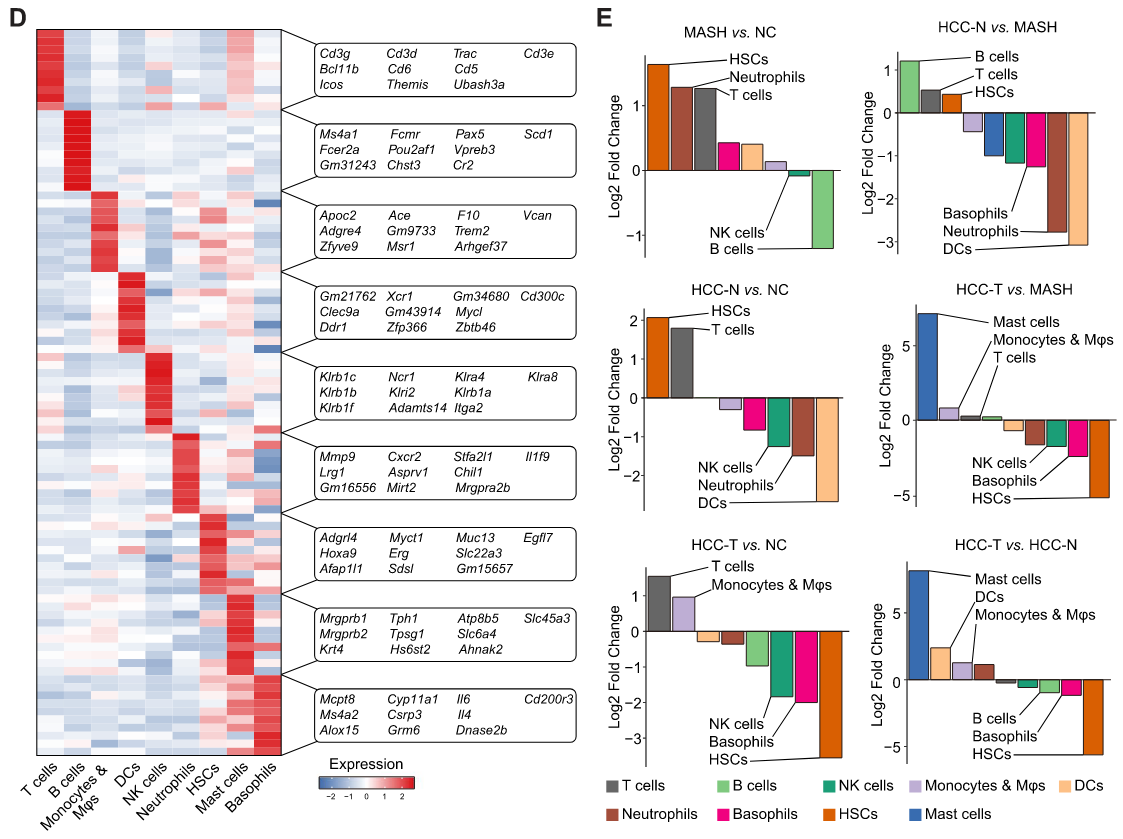 D
Cd3g Cd3d Trac Cd3e
Bcl11b Cd6 Cd5
Icos Themis Ubash3a
Ms4a1 Fcmr Pax5 Scd1
Fcer2a Pou2af1 Vpreb3
Gm31243 Chst3 Cr2
Apoc2 Ace F10 Vcan
Adgre4 Gm9733 Trem2
Zfyve9 Msr1 Arhgef37
Gm21762 Xcr1 Gm34680 Cd300c
Clec9a Gm43914 Mycl
Ddr1 Zfp366 Zbtb46
Klrb1c Ncr1 Klra4 Klra8
Klrb1b Klri2 Klrb1a
Klrb1f Adamts14 Itga2
Mmp9 Cxcr2 Stfa2l1 Il1f9
Lrg1 Asprv1 Chil1
Gm16556 Mirt2 Mrgpra2b
Adgrl4 Myct1 Muc13 Egfl7
Hoxa9 Erg Slc22a3
Afap1l1 Sdsl Gm15657
Mrgprb1 Tph1 Atp8b5 Slc45a3
Mrgprb2 Tpsg1 Slc6a4
Krt4 Hs6st2 Ahnak2
Mcpt8 Cyp11a1 Il6 Cd200r3
Ms4a2 Csrp3 Il4
Alox15 Grm6 Dnase2b
T cells
B cells
Monocytes &
Mφs
DCs
NK cells
Neutrophils
HSCs
Mast cells
Basophils
Expression
−2 −1 0 1 2
E
MASH vs. NC
Log2 Fold Change
1
0
−1
HSCs
Neutrophils
T cells
NK cells
B cells
HCC-N vs. MASH
Log2 Fold Change
1
0
−1
−2
−3
B cells
T cells
HSCs
Basophils
Neutrophils
DCs
HCC-N vs. NC
Log2 Fold Change
2
1
0
−1
−2
HSCs
T cells
NK cells
Neutrophils
DCs
HCC-T vs. MASH
Log2 Fold Change
5
0
−5
Mast cells
Monocytes & Mφs
T cells
NK cells
Basophils
HSCs
HCC-T vs. NC
Log2 Fold Change
1
0
−1
−2
−3
T cells
Monocytes & Mφs
NK cells
Basophils
HSCs
HCC-T vs. HCC-N
Log2 Fold Change
5
0
−5
Mast cells
DCs
Monocytes & Mφs
B cells
Basophils
HSCs
T cells B cells NK cells Monocytes & Mφs DCs
Neutrophils Basophils HSCs Mast cells